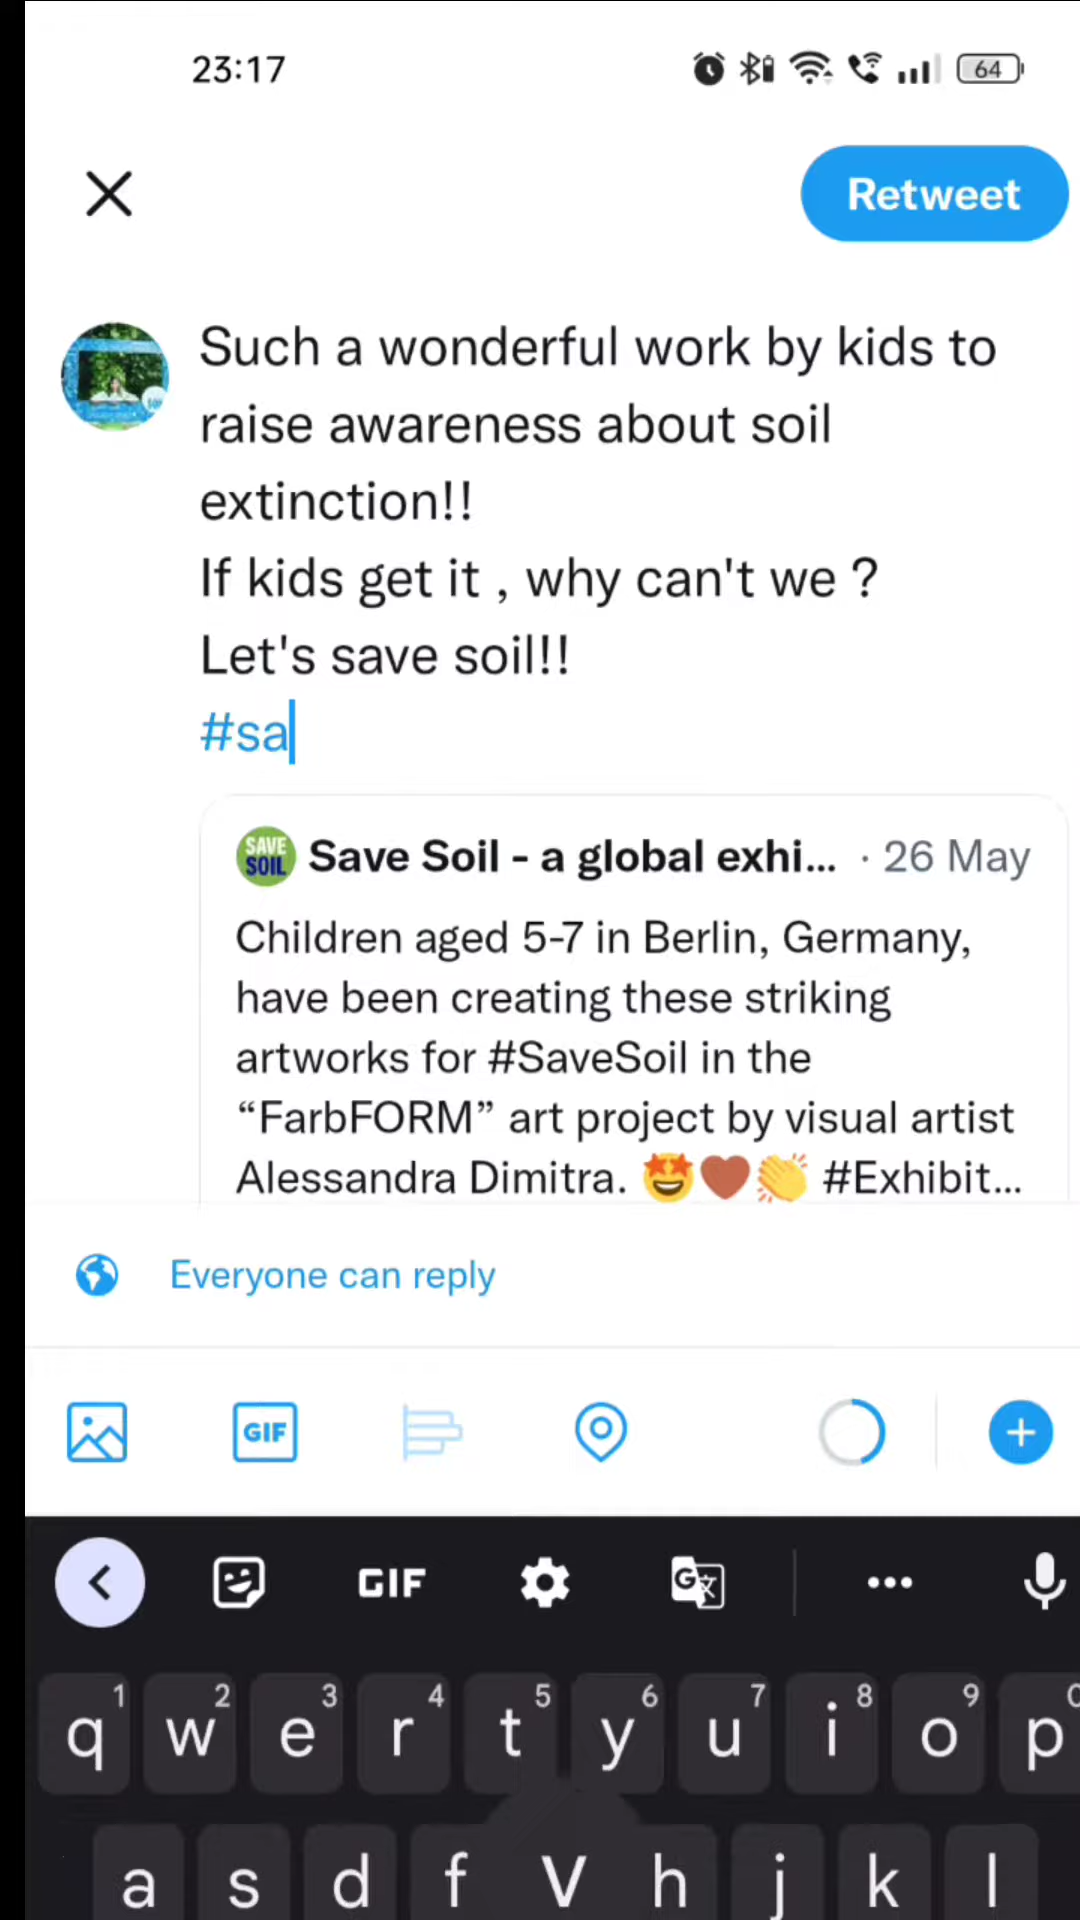 23:17
64
Retweet
Such a wonderful work by kids to
raise awareness about soil
extinction!!
If kids get it , why can't we ?
Let's save soil!!
#sa
SAVE
SOIL
Save Soil - a global exhi... · 26 May
Children aged 5-7 in Berlin, Germany,
have been creating these striking
artworks for #SaveSoil in the
“FarbFORM” art project by visual artist
Alessandra Dimitra. 🤩❤️👏 #Exhibit...
Everyone can reply
GIF
GIF
1 2 3 4 5 6 7 8 9 0
q w e r t y u i o p
a s d f V h j k l